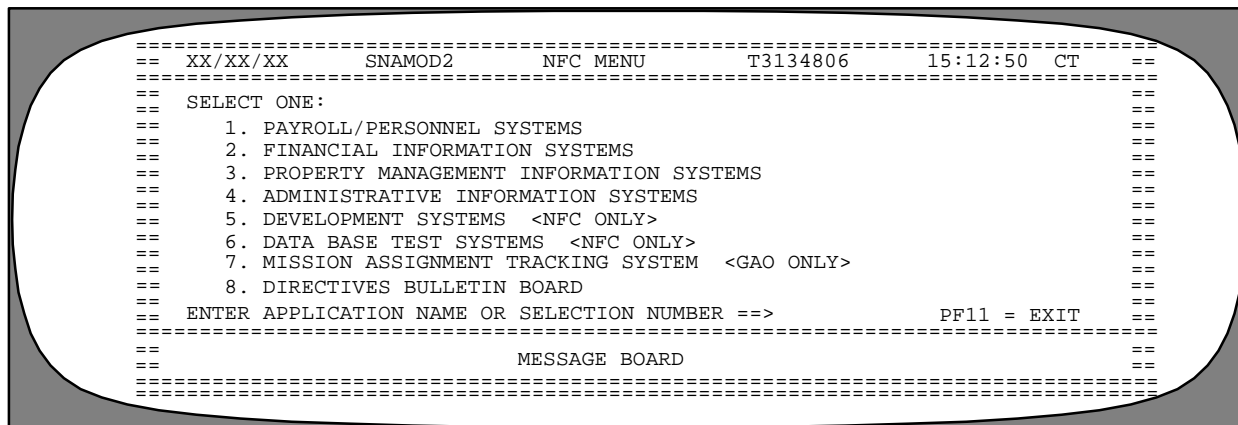 ================================================================================
== XX/XX/XX SNAMOD2 NFC MENU T3134806 15:12:50 CT ==
================================================================================
== SELECT ONE: ==
== 1. PAYROLL/PERSONNEL SYSTEMS ==
== 2. FINANCIAL INFORMATION SYSTEMS ==
== 3. PROPERTY MANAGEMENT INFORMATION SYSTEMS ==
== 4. ADMINISTRATIVE INFORMATION SYSTEMS ==
== 5. DEVELOPMENT SYSTEMS <NFC ONLY> ==
== 6. DATA BASE TEST SYSTEMS <NFC ONLY> ==
== 7. MISSION ASSIGNMENT TRACKING SYSTEM <GAO ONLY> ==
== 8. DIRECTIVES BULLETIN BOARD ==
== ENTER APPLICATION NAME OR SELECTION NUMBER ==> PF11 = EXIT ==
================================================================================
== MESSAGE BOARD ==
================================================================================